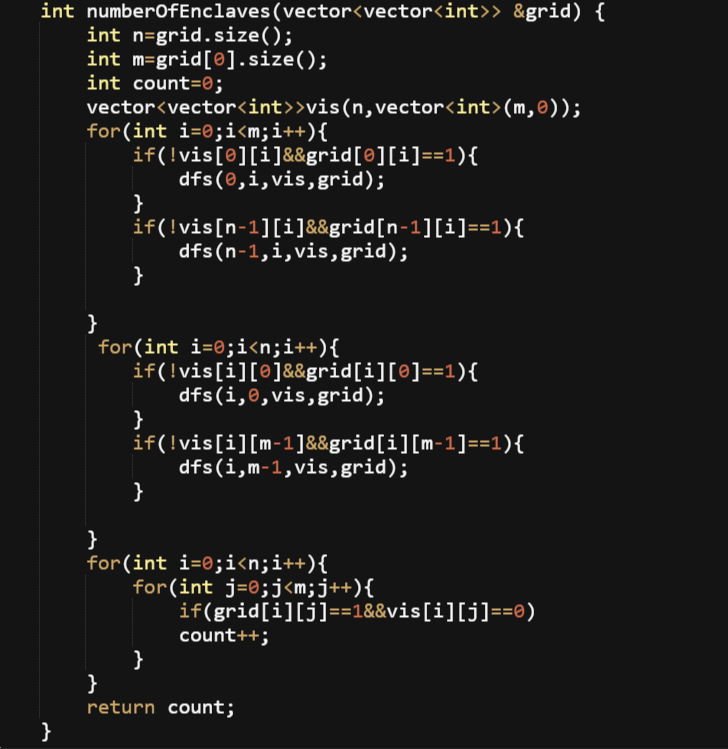 int numberOfEnclaves(vector<vector<int>> &grid) {
int n=grid.size();
int m=grid[0].size();
int count=0;
vector<vector<int>>vis(n,vector<int>(m,0));
for(int i=0;i<m;i++){
if(!vis[0][i]&&grid[0][i]==1){
dfs(0,i,vis,grid);
}
if(!vis[n-1][i]&&grid[n-1][i]==1){
dfs(n-1,i,vis,grid);
}
}
for(int i=0;i<n;i++){
if(!vis[i][0]&&grid[i][0]==1){
dfs(i,0,vis,grid);
}
if(!vis[i][m-1]&&grid[i][m-1]==1){
dfs(i,m-1,vis,grid);
}
}
for(int i=0;i<n;i++){
for(int j=0;j<m;j++){
if(grid[i][j]==1&&vis[i][j]==0)
count++;
}
}
return count;
}